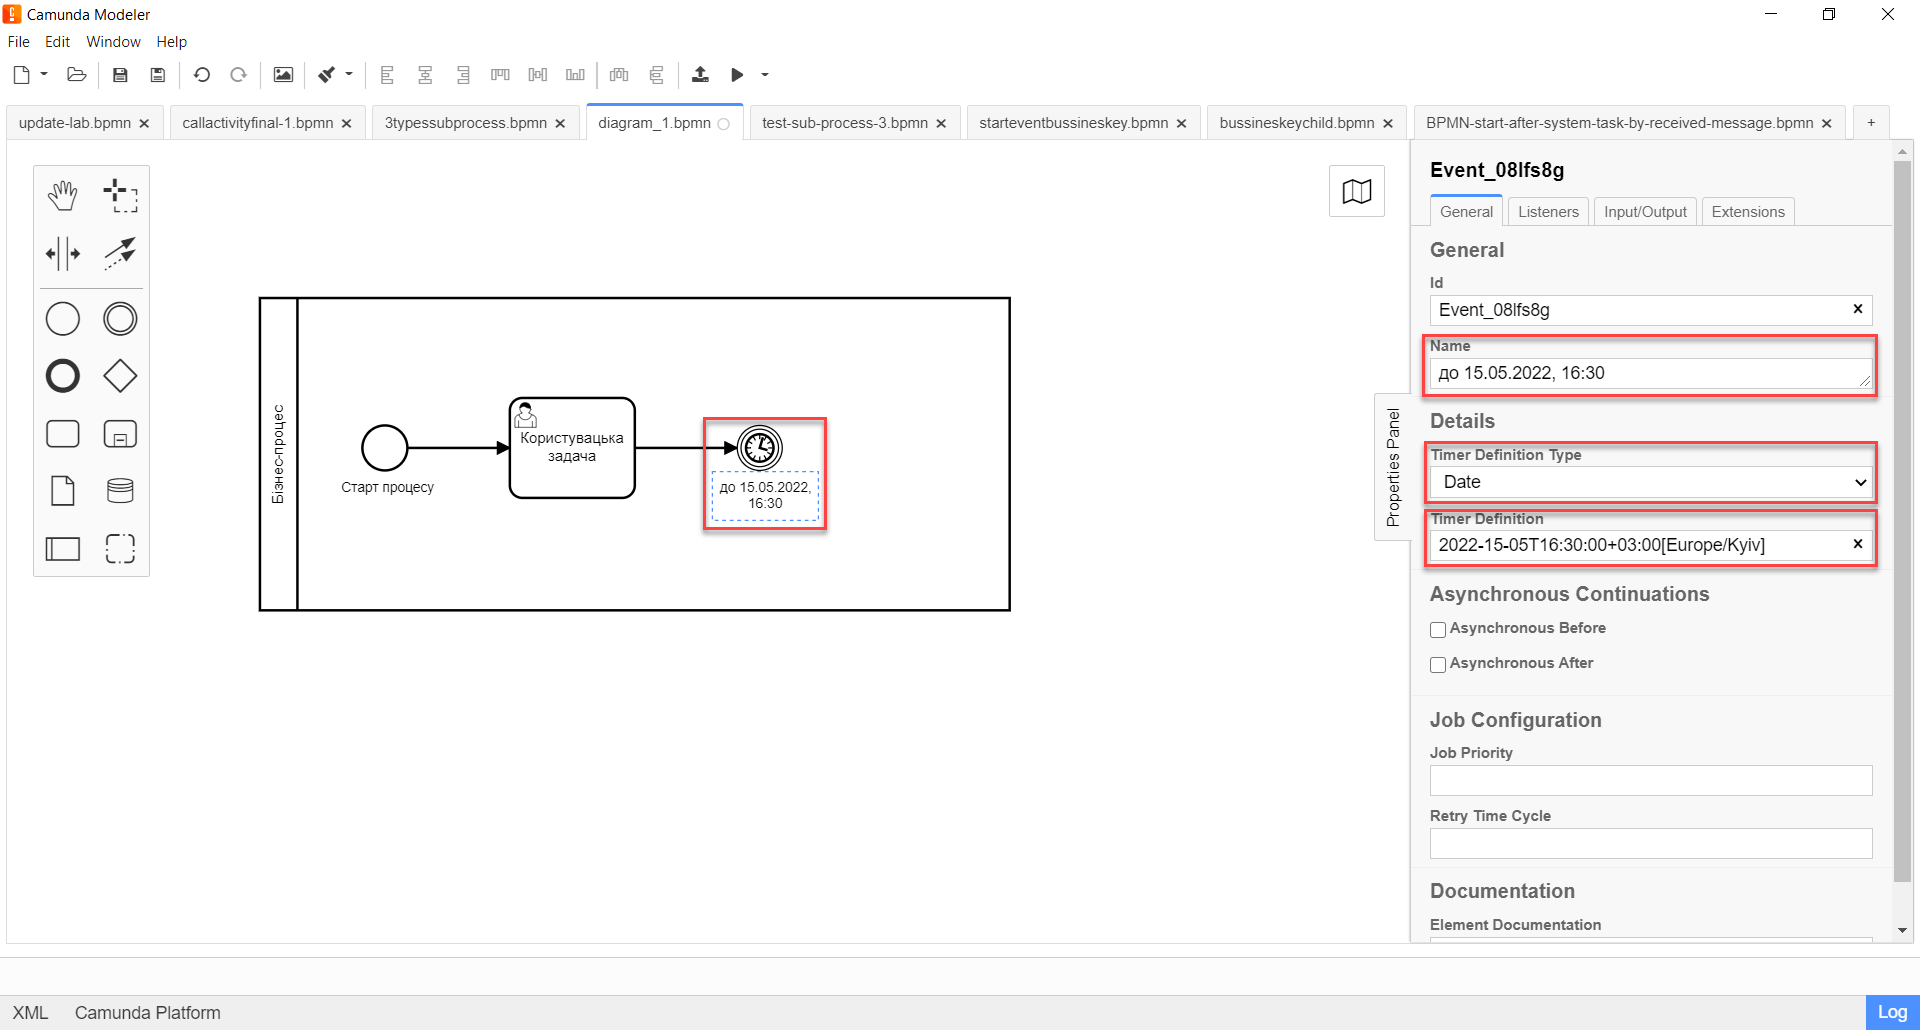 Camunda Modeler
File Edit Window Help
update-lab.bpmn
callactivityfinal-1.bpmn
3typessubprocess.bpmn
diagram_1.bpmn
test-sub-process-3.bpmn
starteventbussineskey.bpmn
bussineskeychild.bpmn
BPMN-start-after-system-task-by-received-message.bpmn
+
Бізнес-процес
Старт процесу
Користувацька
задача
до 15.05.2022,
16:30
Properties Panel
Event_08lfs8g
General Listeners Input/Output Extensions
General
Id
Event_08lfs8g
Name
до 15.05.2022, 16:30
Details
Timer Definition Type
Date
Timer Definition
2022-15-05T16:30:00+03:00[Europe/Kyiv]
Asynchronous Continuations
Asynchronous Before
Asynchronous After
Job Configuration
Job Priority
Retry Time Cycle
Documentation
Element Documentation
XML Camunda Platform
Log